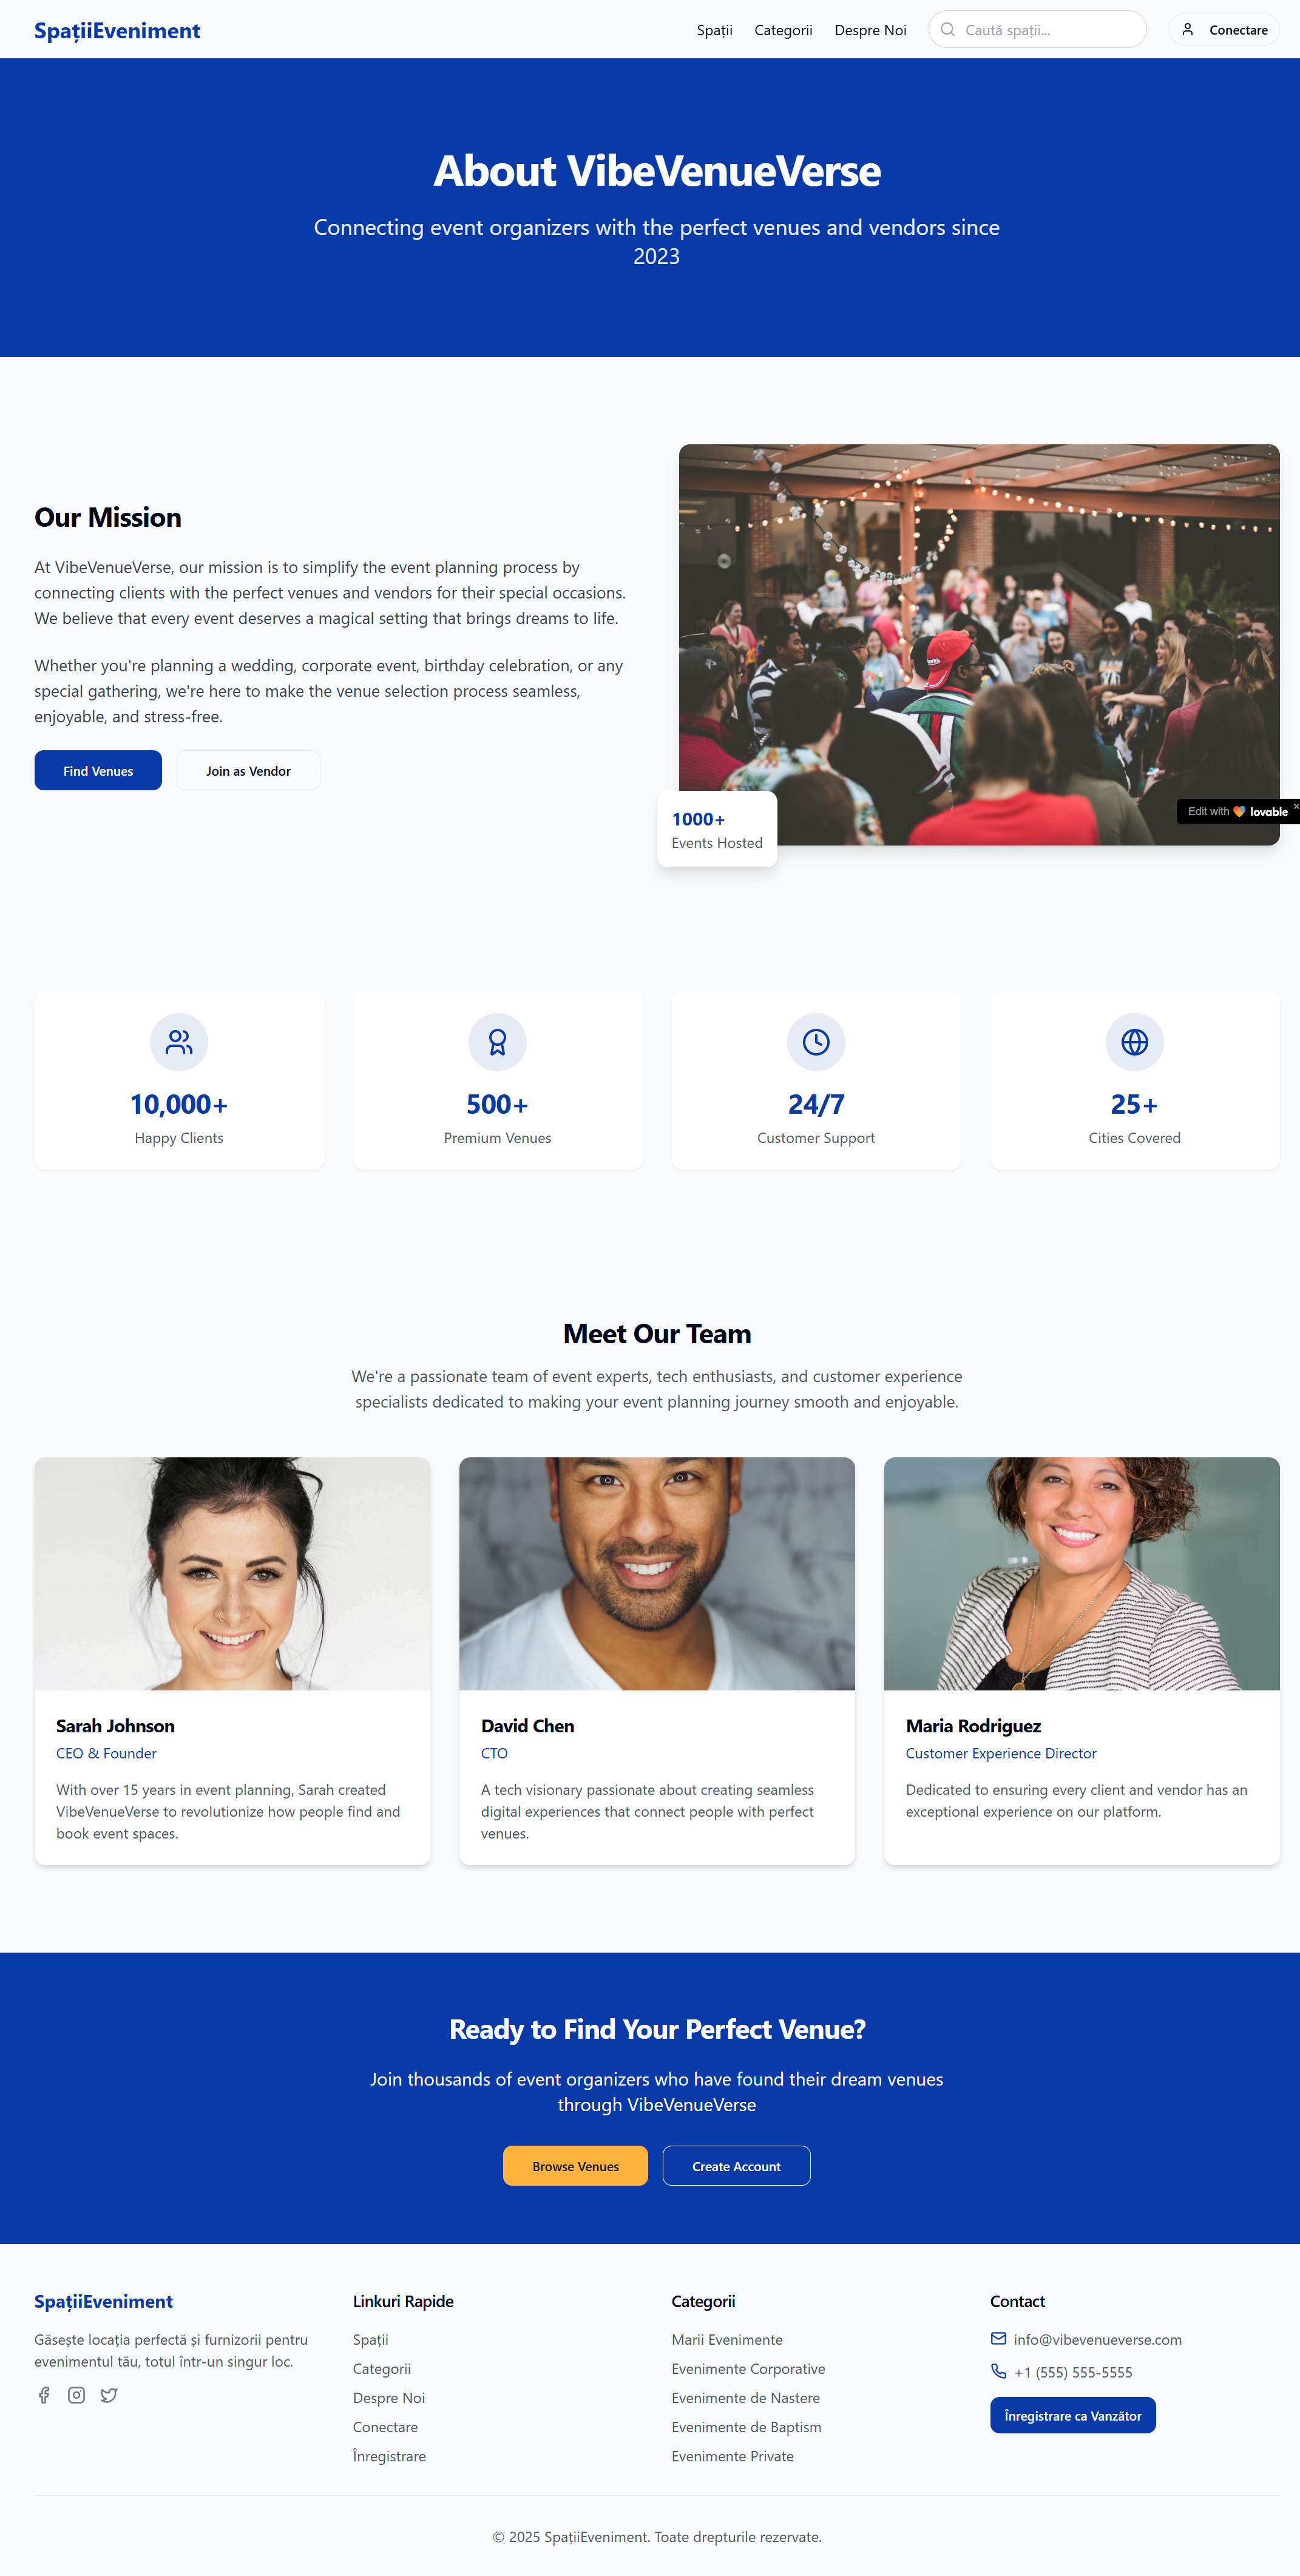 SpațiiEveniment
Spații
Categorii
Despre Noi
Caută spații...
Conectare
About VibeVenueVerse
Connecting event organizers with the perfect venues and vendors since
2023
Our Mission
At VibeVenueVerse, our mission is to simplify the event planning process by
connecting clients with the perfect venues and vendors for their special occasions.
We believe that every event deserves a magical setting that brings dreams to life.
Whether you're planning a wedding, corporate event, birthday celebration, or any
special gathering, we're here to make the venue selection process seamless,
enjoyable, and stress-free.
Find Venues
Join as Vendor
1000+
Events Hosted
Edit with lovable
10,000+
Happy Clients
500+
Premium Venues
24/7
Customer Support
25+
Cities Covered
Meet Our Team
We're a passionate team of event experts, tech enthusiasts, and customer experience
specialists dedicated to making your event planning journey smooth and enjoyable.
Sarah Johnson
CEO & Founder
With over 15 years in event planning, Sarah created
VibeVenueVerse to revolutionize how people find and
book event spaces.
David Chen
CTO
A tech visionary passionate about creating seamless
digital experiences that connect people with perfect
venues.
Maria Rodriguez
Customer Experience Director
Dedicated to ensuring every client and vendor has an
exceptional experience on our platform.
Ready to Find Your Perfect Venue?
Join thousands of event organizers who have found their dream venues
through VibeVenueVerse
Browse Venues
Create Account
SpațiiEveniment
Găsește locația perfectă și furnizorii pentru
evenimentul tău, totul într-un singur loc.
Linkuri Rapide
Spații
Categorii
Despre Noi
Conectare
Înregistrare
Categorii
Marii Evenimente
Evenimente Corporative
Evenimente de Nastere
Evenimente de Baptism
Evenimente Private
Contact
info@vibevenueverse.com
+1 (555) 555-5555
Înregistrare ca Vanzător
© 2025 SpațiiEveniment. Toate drepturile rezervate.